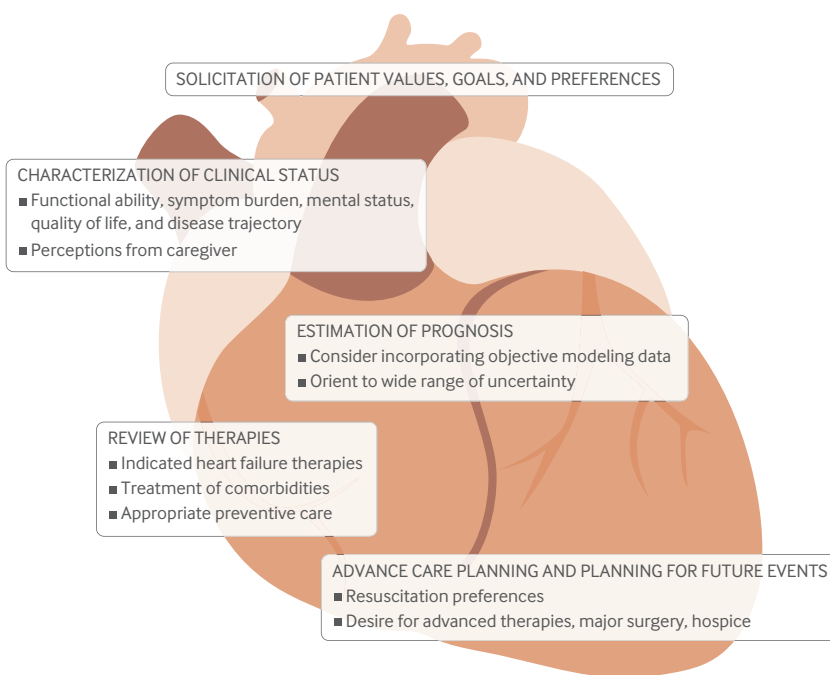 SOLICITATION OF PATIENT VALUES, GOALS, AND PREFERENCES
CHARACTERIZATION OF CLINICAL STATUS
■ Functional ability, symptom burden, mental status,
quality of life, and disease trajectory
■ Perceptions from caregiver
ESTIMATION OF PROGNOSIS
■ Consider incorporating objective modeling data
■ Orient to wide range of uncertainty
REVIEW OF THERAPIES
■ Indicated heart failure therapies
■ Treatment of comorbidities
■ Appropriate preventive care
ADVANCE CARE PLANNING AND PLANNING FOR FUTURE EVENTS
■ Resuscitation preferences
■ Desire for advanced therapies, major surgery, hospice